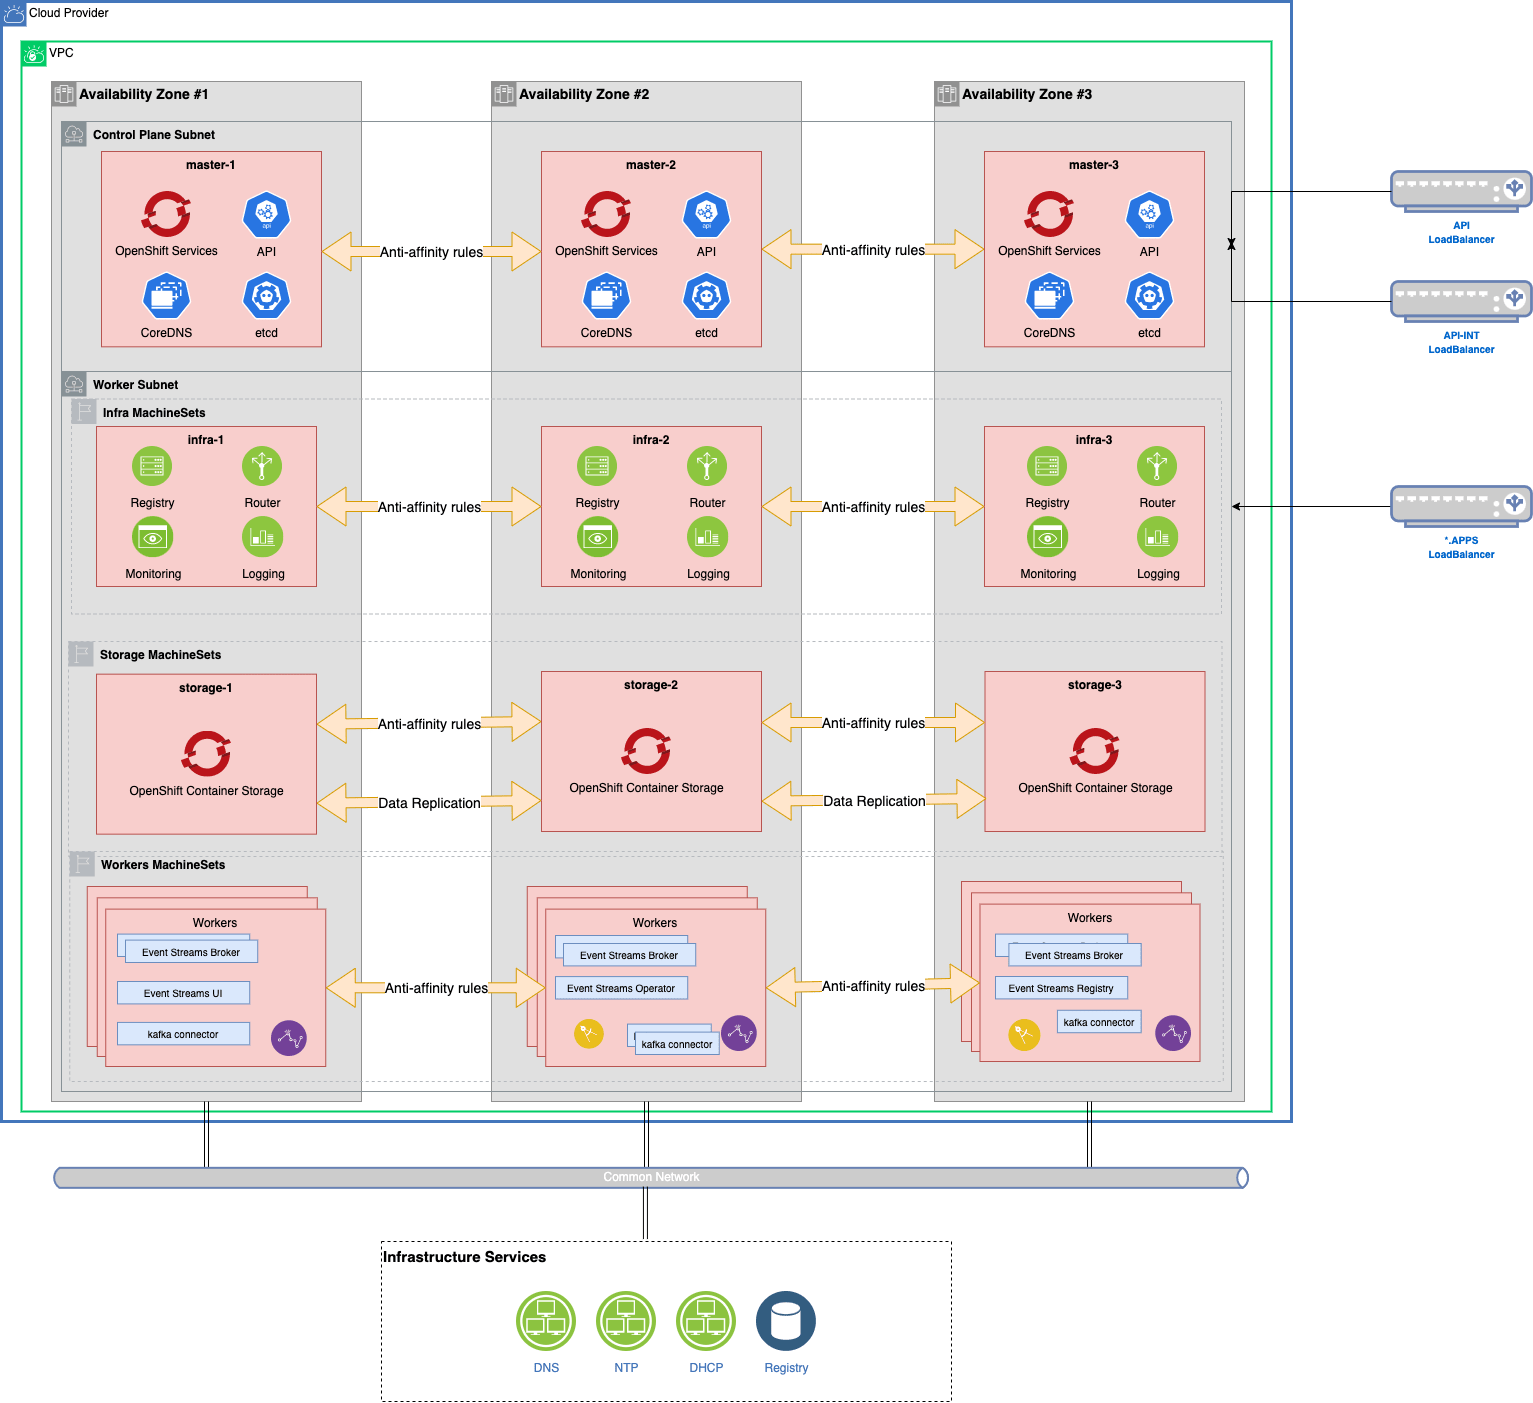 Cloud Provider
VPC
Availability Zone #1
Availability Zone #2
Availability Zone #3
Control Plane Subnet
master-1
OpenShift Services
API
CoreDNS
etcd
Anti-affinity rules
master-2
OpenShift Services
API
CoreDNS
etcd
Anti-affinity rules
master-3
OpenShift Services
API
CoreDNS
etcd
API
LoadBalancer
API-INT
LoadBalancer
Worker Subnet
Infra MachineSets
infra-1
Registry
Router
Monitoring
Logging
Anti-affinity rules
infra-2
Registry
Router
Monitoring
Logging
Anti-affinity rules
infra-3
Registry
Router
Monitoring
Logging
*.APPS
LoadBalancer
Storage MachineSets
storage-1
OpenShift Container Storage
Anti-affinity rules
Data Replication
storage-2
OpenShift Container Storage
Anti-affinity rules
Data Replication
storage-3
OpenShift Container Storage
Workers MachineSets
Workers
Event Streams Broker
Event Streams UI
kafka connector
Anti-affinity rules
Workers
Event Streams Broker
Event Streams Operator
kafka connector
Anti-affinity rules
Workers
Event Streams Broker
Event Streams Registry
kafka connector
Common Network
Infrastructure Services
DNS
NTP
DHCP
Registry